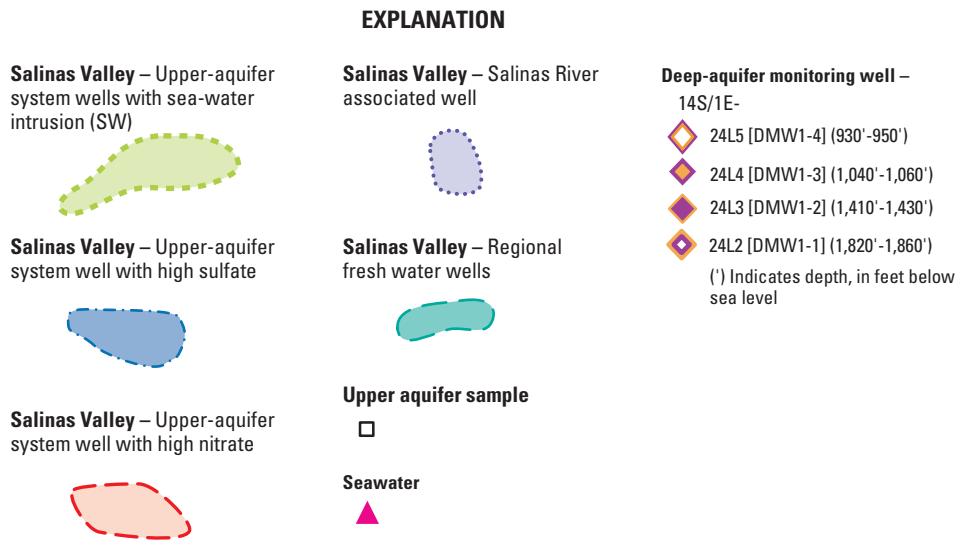 EXPLANATION
Salinas Valley – Upper-aquifer
system wells with sea-water
intrusion (SW)
Salinas Valley – Upper-aquifer
system well with high sulfate
Salinas Valley – Upper-aquifer
system well with high nitrate
Salinas Valley – Salinas River
associated well
Salinas Valley – Regional
fresh water wells
Upper aquifer sample
Seawater
Deep-aquifer monitoring well –
14S/1E-
24L5 [DMW1-4] (930'-950')
24L4 [DMW1-3] (1,040'-1,060')
24L3 [DMW1-2] (1,410'-1,430')
24L2 [DMW1-1] (1,820'-1,860')
(') Indicates depth, in feet below
sea level